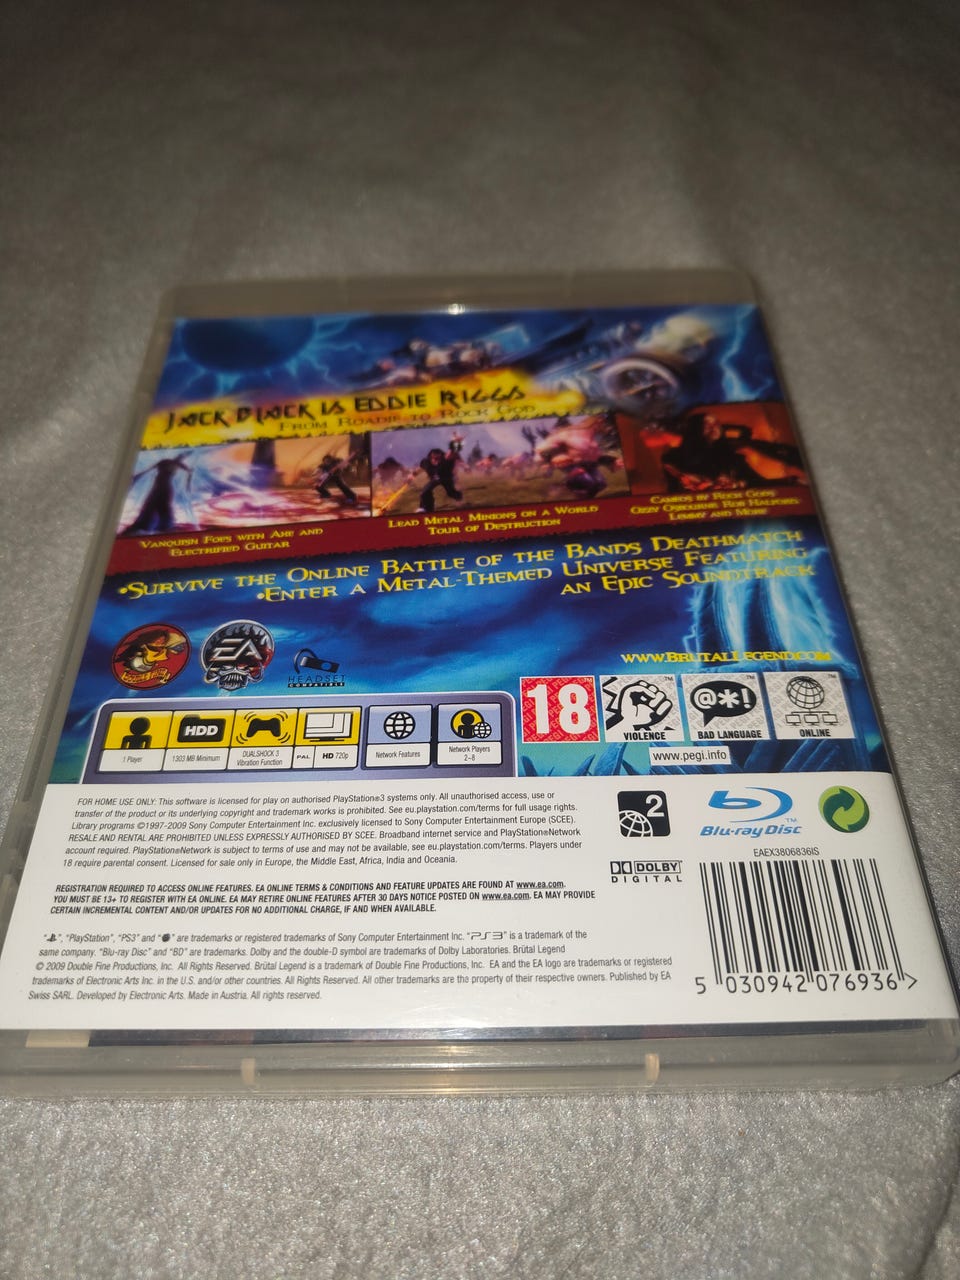 JACK BLACK IS EDDIE RIGGS
FROM ROADIE TO ROCK GOD
VANQUISH FOES WITH AXE AND
ELECTRIFIED GUITAR
LEAD METAL MINIONS ON A WORLD
TOUR OF DESTRUCTION
CAMEOS BY ROCK GODS
OZZY OSBOURNE ROB HALFORD
LEMMY AND MORE
•SURVIVE THE ONLINE BATTLE OF THE BANDS DEATHMATCH
•ENTER A METAL-THEMED UNIVERSE FEATURING
AN EPIC SOUNDTRACK
EA
HEADSET
COMPATIBLE
WWW.BRUTALLEGEND.COM
HDD
1 Player
1303 MB Minimum
DUALSHOCK 3
Vibration Function
PAL
HD 720p
Network Features
Network Players
2-8
PEGI
18
VIOLENCE
@*!
BAD LANGUAGE
ONLINE
www.pegi.info
FOR HOME USE ONLY: This software is licensed for play on authorised PlayStation®3 systems only. All unauthorised access, use or
transfer of the product or its underlying copyright and trademark works is prohibited. See eu.playstation.com/terms for full usage rights.
Library programs ©1997-2009 Sony Computer Entertainment Inc. exclusively licensed to Sony Computer Entertainment Europe (SCEE).
RESALE AND RENTAL ARE PROHIBITED UNLESS EXPRESSLY AUTHORISED BY SCEE. Broadband internet service and PlayStation®Network
account required. PlayStation®Network is subject to terms of use and may not be available, see eu.playstation.com/terms. Players under
18 require parental consent. Licensed for sale only in Europe, the Middle East, Africa, India and Oceania.
2
Blu-ray Disc
TM
EAEX3806836IS
DOLBY
DIGITAL
REGISTRATION REQUIRED TO ACCESS ONLINE FEATURES. EA ONLINE TERMS & CONDITIONS AND FEATURE UPDATES ARE FOUND AT www.ea.com.
YOU MUST BE 13+ TO REGISTER WITH EA ONLINE. EA MAY RETIRE ONLINE FEATURES AFTER 30 DAYS NOTICE POSTED ON www.ea.com. EA MAY PROVIDE
CERTAIN INCREMENTAL CONTENT AND/OR UPDATES FOR NO ADDITIONAL CHARGE, IF AND WHEN AVAILABLE.
" ", "PlayStation", "PS3" and " " are trademarks or registered trademarks of Sony Computer Entertainment Inc. "PS3" is a trademark of the
same company. "Blu-ray Disc" and "BD" are trademarks. Dolby and the double-D symbol are trademarks of Dolby Laboratories. Brütal Legend
© 2009 Double Fine Productions, Inc. All Rights Reserved. Brütal Legend is a trademark of Double Fine Productions, Inc. EA and the EA logo are trademarks or registered
trademarks of Electronic Arts Inc. in the U.S. and/or other countries. All Rights Reserved. All other trademarks are the property of their respective owners. Published by EA
Swiss SARL. Developed by Electronic Arts. Made in Austria. All rights reserved.
5 030942 076936 >